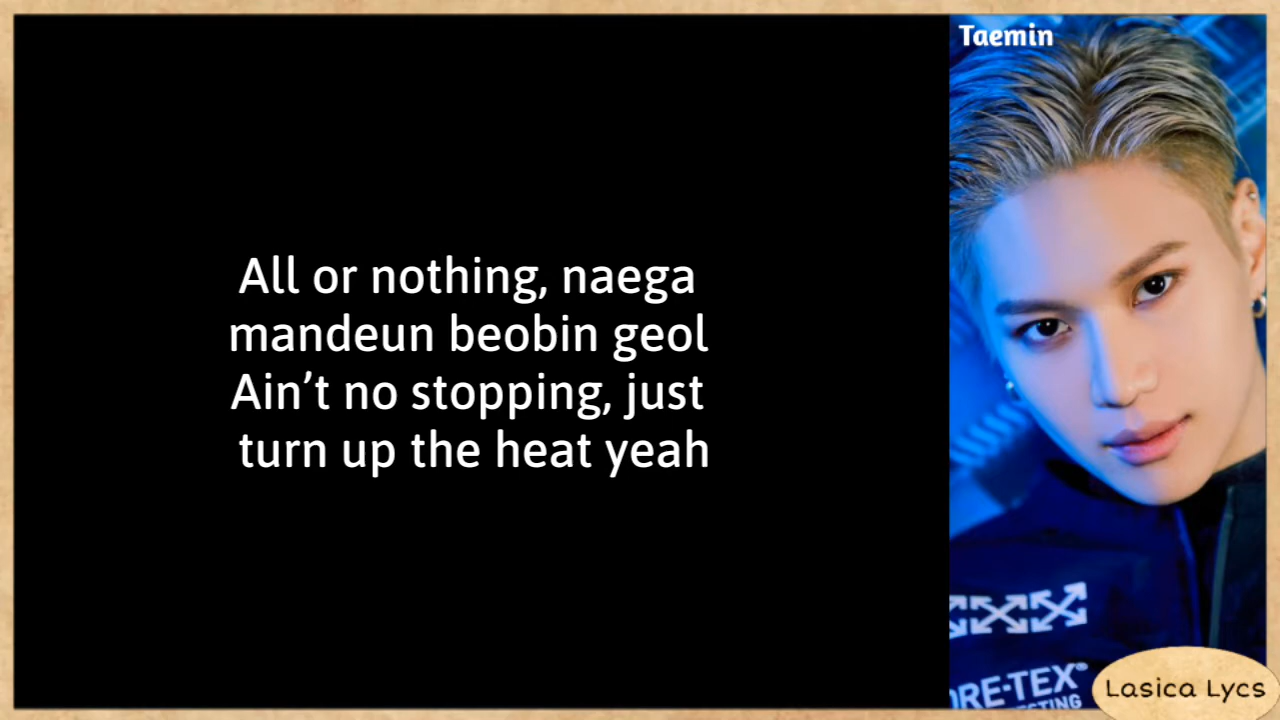 Taemin
All or nothing, naega
mandeun beobin geol
Ain’t no stopping, just
turn up the heat yeah
ORE-TEX®
Lasica Lycs